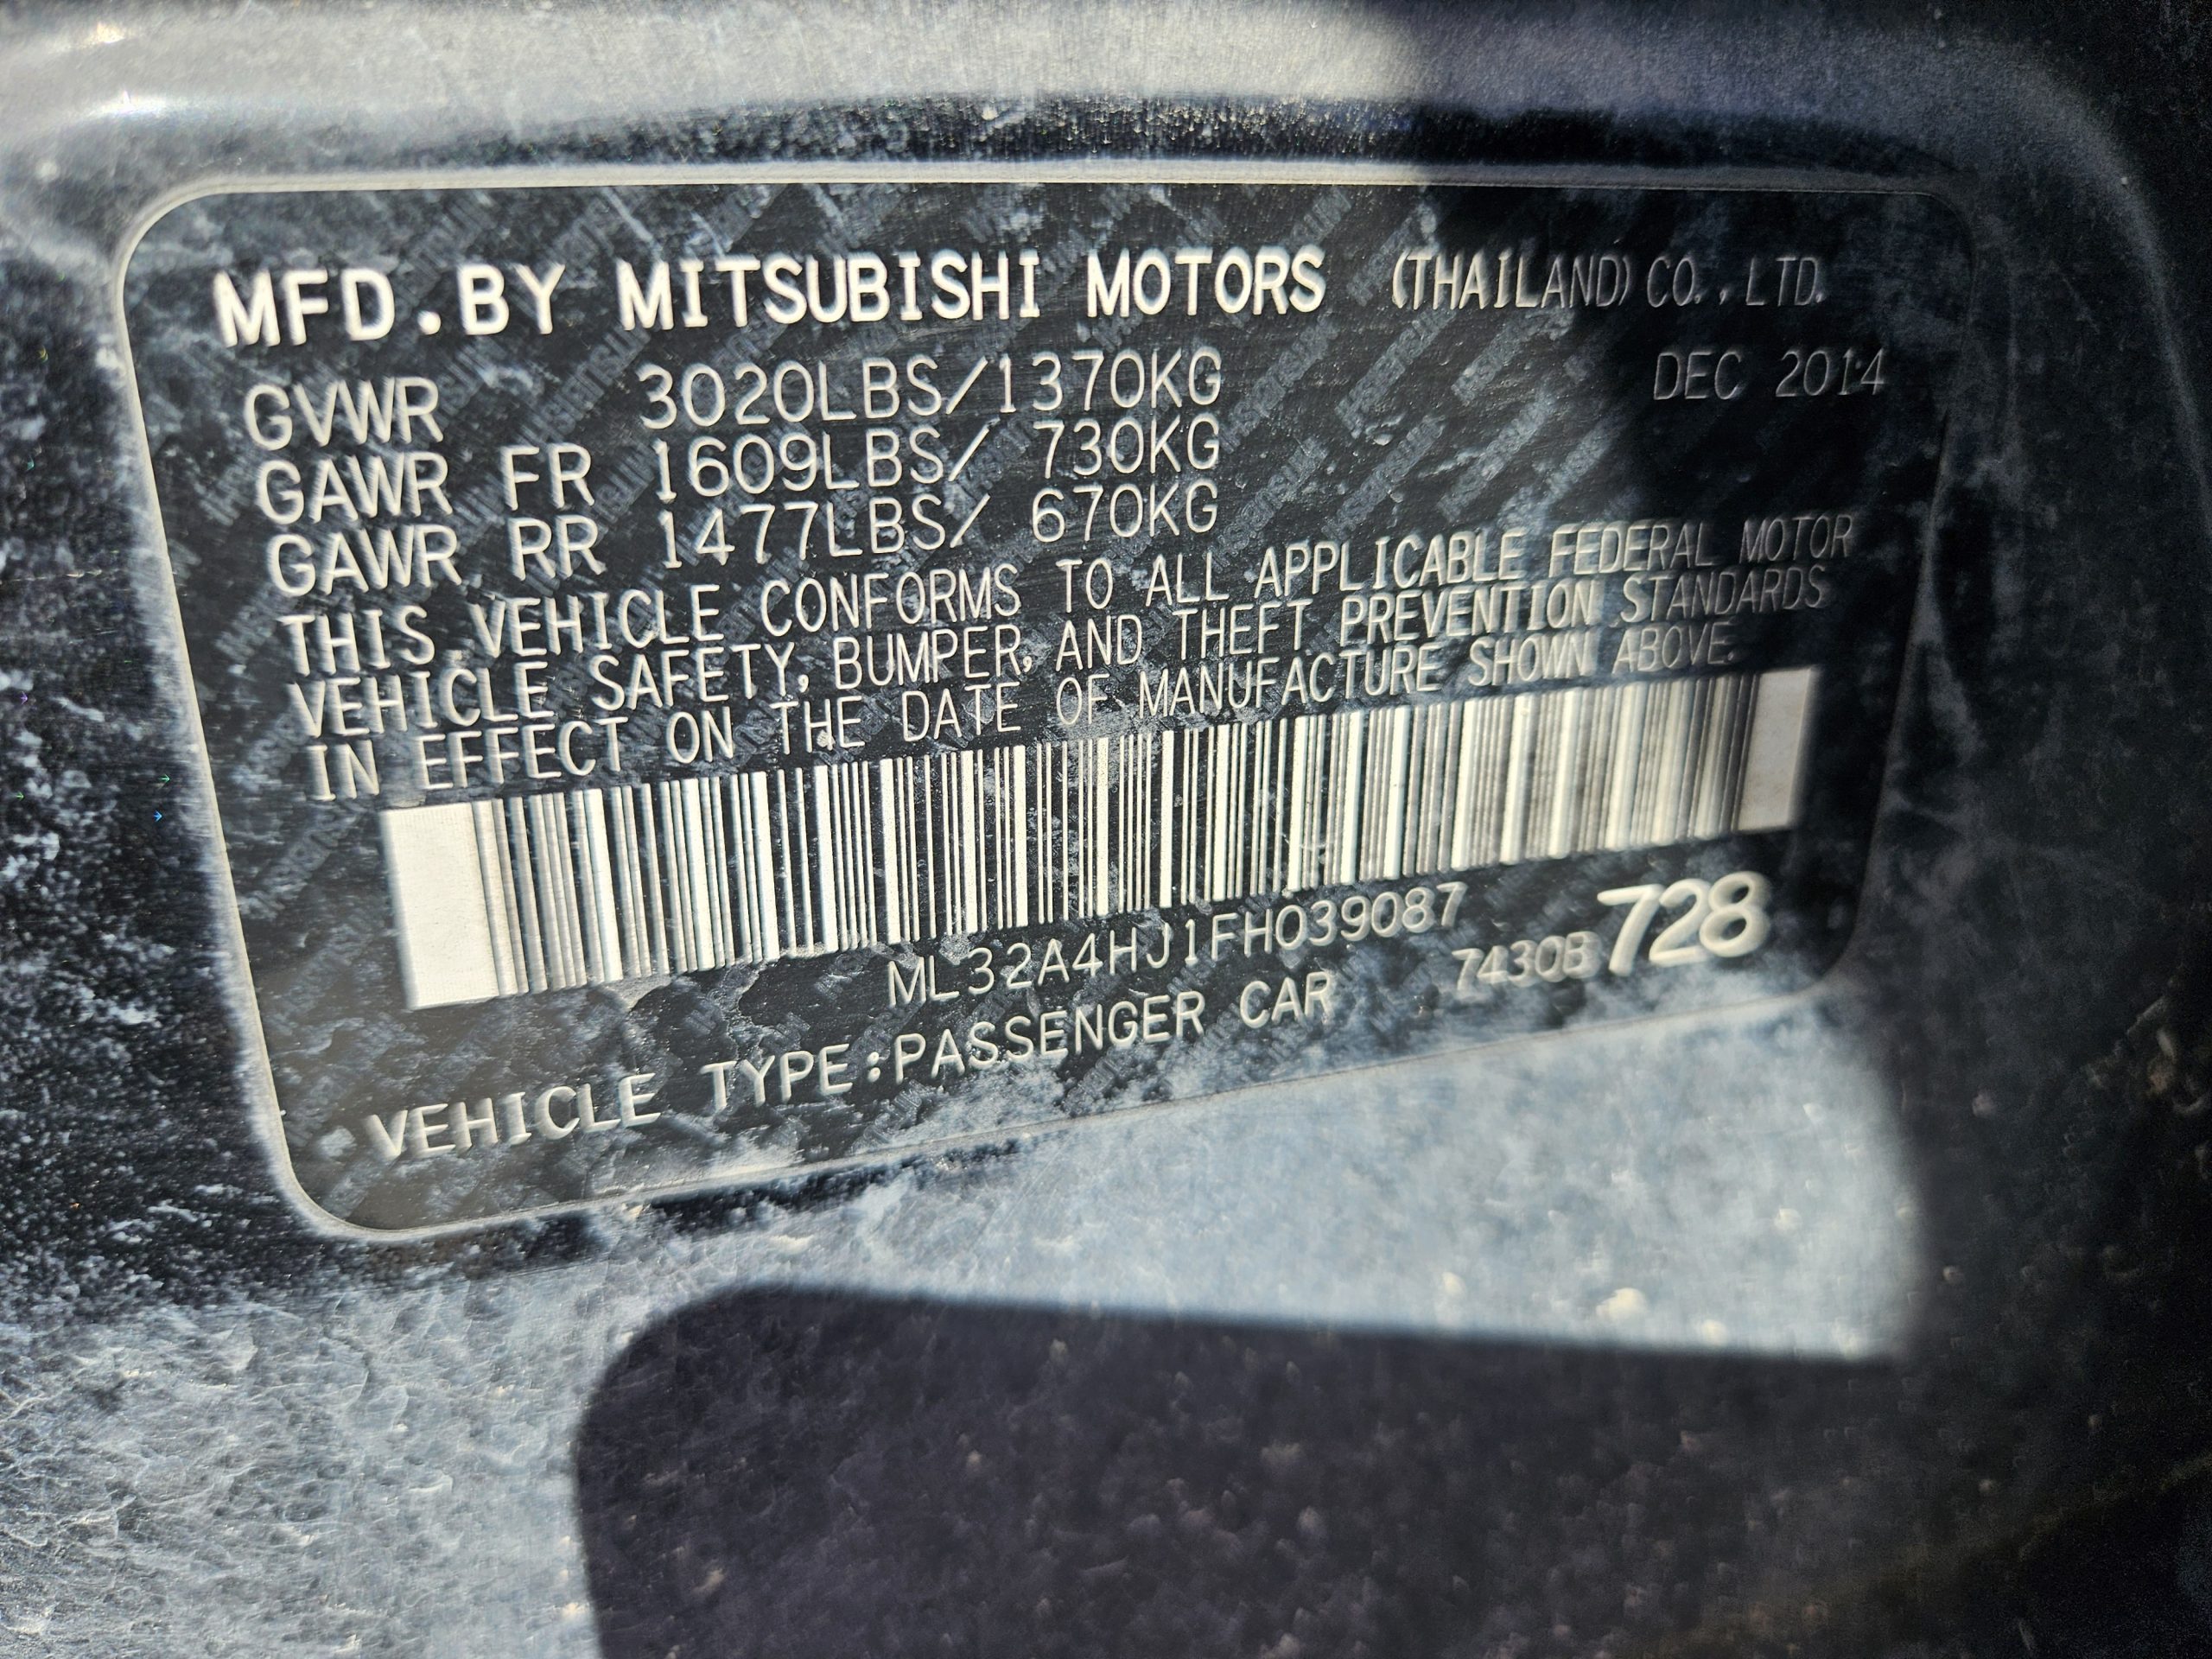 MFD.BY MITSUBISHI MOTORS (THAILAND) CO.,LTD.
GVWR 3020LBS/1370KG DEC 2014
GAWR FR 1609LBS/ 730KG
GAWR RR 1477LBS/ 670KG
THIS VEHICLE CONFORMS TO ALL APPLICABLE FEDERAL MOTOR
VEHICLE SAFETY, BUMPER, AND THEFT PREVENTION STANDARDS
IN EFFECT ON THE DATE OF MANUFACTURE SHOWN ABOVE.
ML32A4HJ1FH039087
VEHICLE TYPE:PASSENGER CAR 7430B728